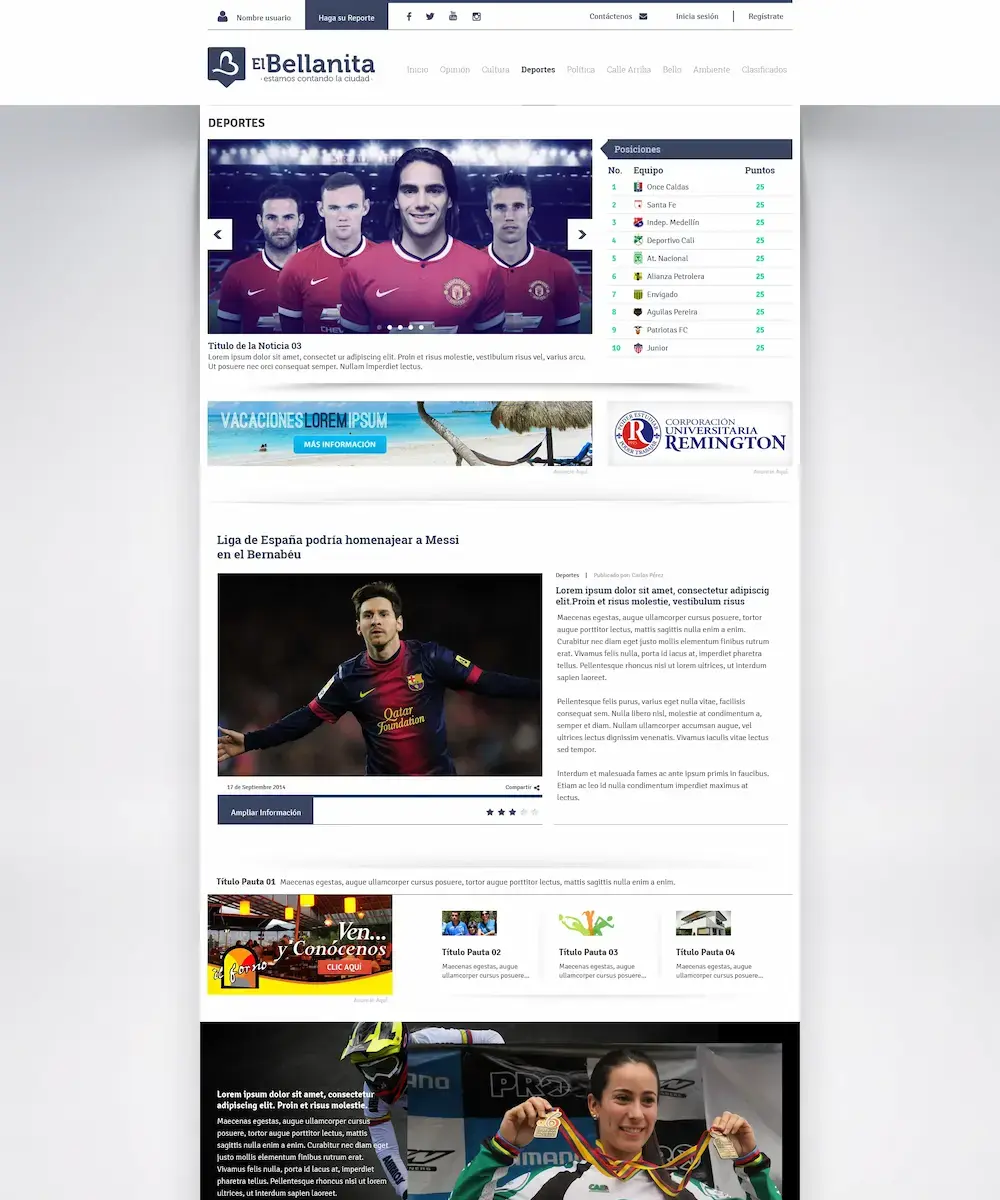 Nombre usuario
Haga su Reporte
Contáctenos
Inicia sesión
Regístrate
El Bellanita
estamos contando la ciudad
Inicio Opunión Cultura Deportes Política Calle Arriba Bello Ambiente Clasificados
DEPORTES
Posiciones
No. Equipo Puntos
1 Once Caldas 25
2 Santa Fe 25
3 Indep. Medellín 25
4 Deportivo Cali 25
5 At. Nacional 25
6 Alianza Petrolera 25
7 Envigado 25
8 Aguilas Pereira 25
9 Patriotas FC 25
10 Junior 25
Título de la Noticia 03
Lorem ipsum dolor sit amet, consectet ur adipiscing elit. Proin et risus molestie, vestibulum risus vel, varius arcu.
Ut posuere nec orci consequat semper. Nullam imperdiet lectus.
VACACIONES LOREM IPSUM
MÁS INFORMACIÓN
CORPORACIÓN
UNIVERSITARIA
REMINGTON
Anuncie Aquí
Anuncie Aquí
Liga de España podría homenajear a Messi
en el Bernabéu
Qatar
Foundation
17 de Septiembre 2014
Compartir
Ampliar Información
Deportes | Publicado por: Carlos Pérez
Lorem ipsum dolor sit amet, consectetur adipiscig
elit.Proin et risus molestie, vestibulum risus
Maecenas egestas, augue ullamcorper cursus posuere, tortor
augue porttitor lectus, mattis sagittis nulla enim a enim.
Curabitur nec diam eget justo mollis elementum finibus rutrum
erat. Vivamus felis nulla, porta id lacus at, imperdiet pharetra
tellus. Pellentesque rhoncus nisi ut lorem ultrices, ut interdum
sapien laoreet.
Pellentesque felis purus, varius eget nulla vitae, facilisis
consequat sem. Nulla libero nisl, molestie at condimentum a,
semper et diam. Nullam ullamcorper accumsan augue, vel
ultrices lectus dignissim venenatis. Vivamus iaculis vitae lectus
sed tempor.
Interdum et malesuada fames ac ante ipsum primis in faucibus.
Etiam ac leo id nulla condimentum imperdiet maximus at
lectus.
Título Pauta 01 Maecenas egestas, augue ullamcorper cursus posuere, tortor augue porttitor lectus, mattis sagittis nulla enim a enim.
Ven...
y Conócenos
CLIC AQUÍ
il forno
Anuncie Aquí
Título Pauta 02
Maecenas egestas, augue
ullamcorper cursus posuere...
Título Pauta 03
Maecenas egestas, augue
ullamcorper cursus posuere...
Título Pauta 04
Maecenas egestas, augue
ullamcorper cursus posuere...
Lorem ipsum dolor sit amet, consectetur
adipiscing elit. Proin et risus molestie.
Maecenas egestas, augue ullamcorper cursus
posuere, tortor augue porttitor lectus, mattis
sagittis nulla enim a enim. Curabitur nec diam eget
justo mollis elementum finibus rutrum erat.
Vivamus felis nulla, porta id lacus at, imperdiet
pharetra tellus. Pellentesque rhoncus nisi ut lorem
ultrices, ut interdum sapien laoreet.